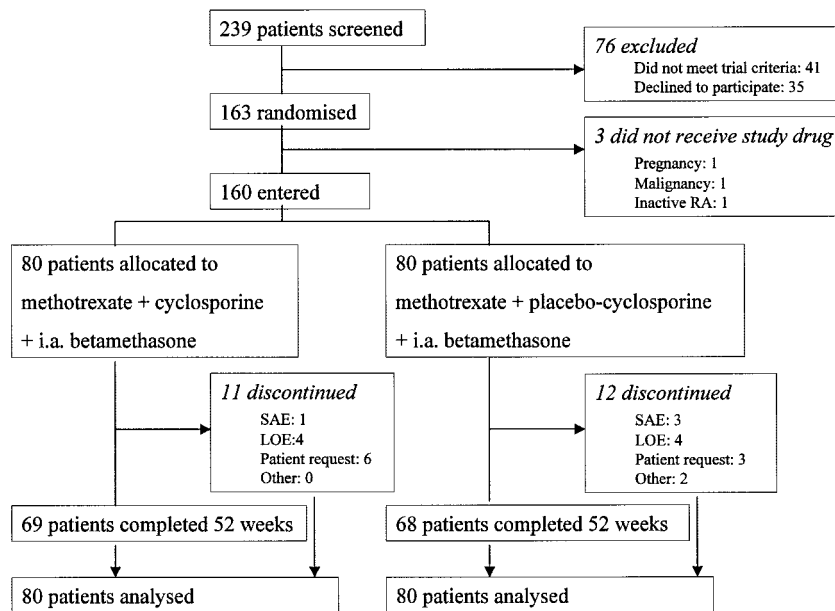 239 patients screened
76 excluded
Did not meet trial criteria: 41
Declined to participate: 35
163 randomised
3 did not receive study drug
Pregnancy: 1
Malignancy: 1
Inactive RA: 1
160 entered
80 patients allocated to
methotrexate + cyclosporine
+ i.a. betamethasone
80 patients allocated to
methotrexate + placebo-cyclosporine
+ i.a. betamethasone
11 discontinued
SAE: 1
LOE:4
Patient request: 6
Other: 0
12 discontinued
SAE: 3
LOE: 4
Patient request: 3
Other: 2
69 patients completed 52 weeks
68 patients completed 52 weeks
80 patients analysed
80 patients analysed